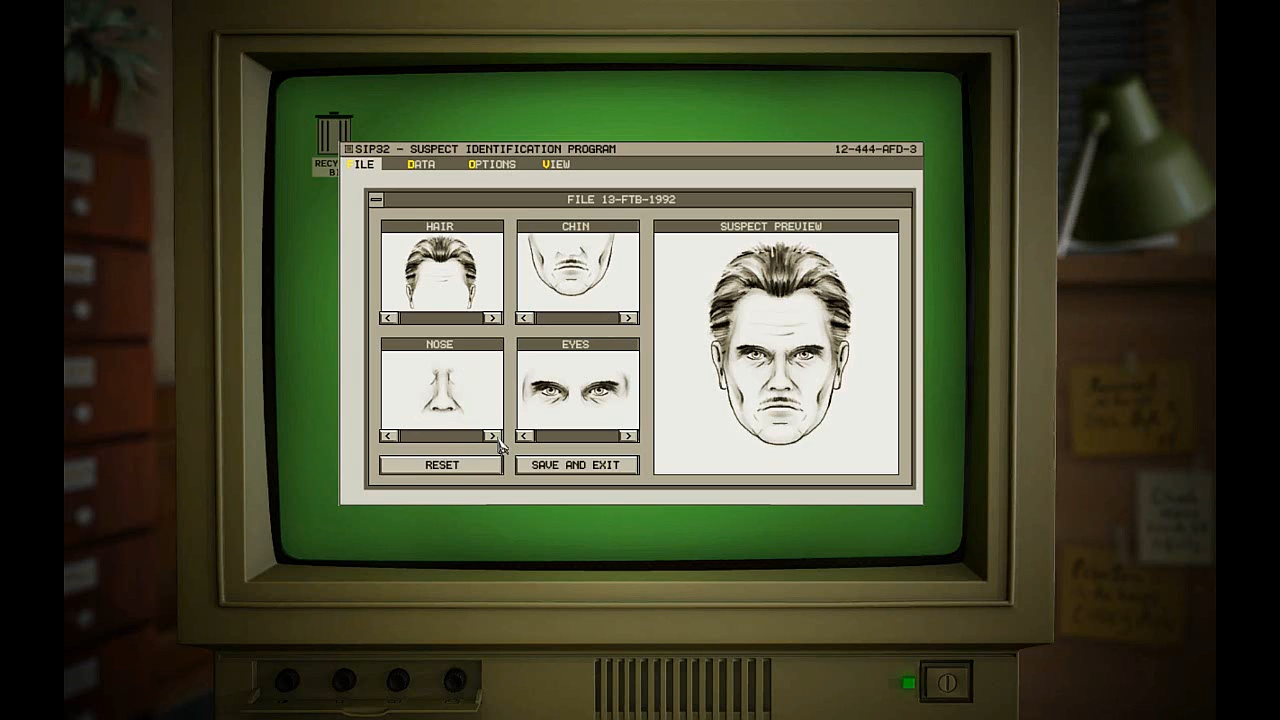 SIP32 - SUSPECT IDENTIFICATION PROGRAM 12-444-AFD-3
FILE DATA OPTIONS VIEW
RECY
B
FILE 13-FTB-1992
HAIR CHIN SUSPECT PREVIEW
NOSE EYES
RESET SAVE AND EXIT